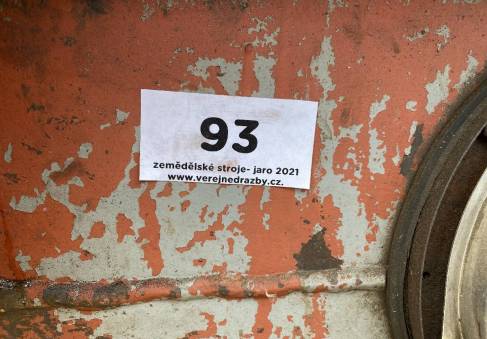 93
zemědělské stroje- jaro 2021
www.verejnedrazby.cz.